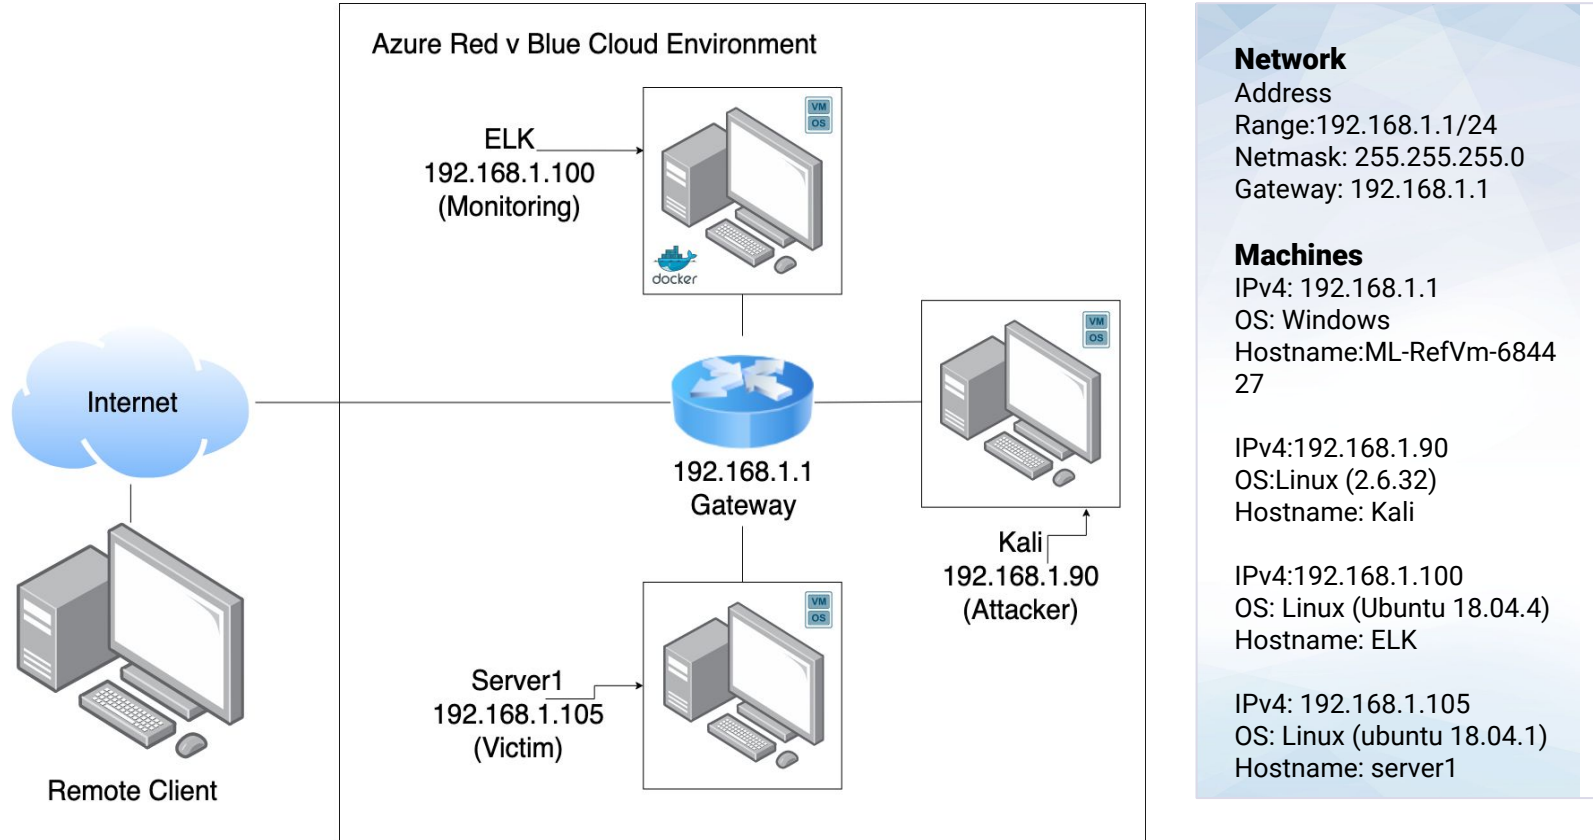 Azure Red v Blue Cloud Environment
VM
OS
ELK
192.168.1.100
(Monitoring)
docker
VM
OS
Internet
192.168.1.1
Gateway
Kali
192.168.1.90
(Attacker)
VM
OS
Server1
192.168.1.105
(Victim)
Remote Client
Network
Address
Range:192.168.1.1/24
Netmask: 255.255.255.0
Gateway: 192.168.1.1
Machines
IPv4: 192.168.1.1
OS: Windows
Hostname:ML-RefVm-6844
27
IPv4:192.168.1.90
OS:Linux (2.6.32)
Hostname: Kali
IPv4:192.168.1.100
OS: Linux (Ubuntu 18.04.4)
Hostname: ELK
IPv4: 192.168.1.105
OS: Linux (ubuntu 18.04.1)
Hostname: server1